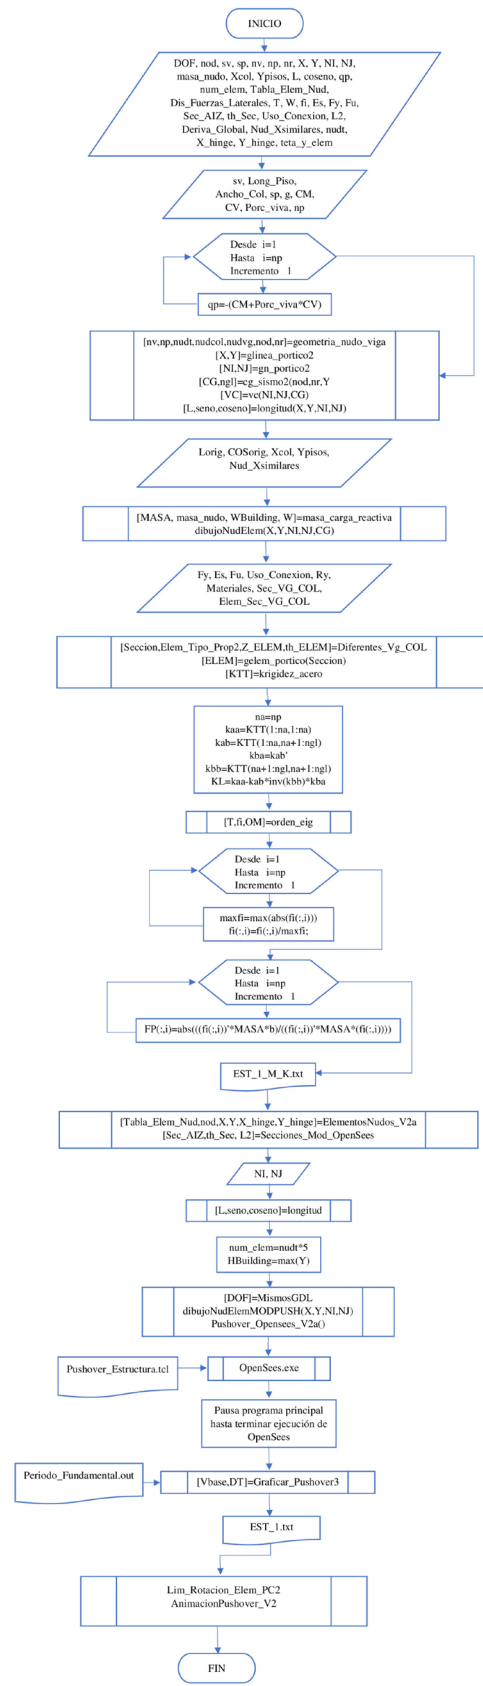 INICIO
DOF, nod, sv, sp, nv, np, nr, X, Y, NI, NJ,
masa_nudo, Xcol, Ypisos, L, coseno, qp,
num_elem, Tabla_Elem_Nud,
Dis_Fuerzas_Laterales, T, W, fi, Es, Fy, Fu,
Sec_AIZ, th_Sec, Uso_Conexion, L2,
Deriva_Global, Nud_Xsimilares, nudt,
X_hinge, Y_hinge, teta_y_elem
sv, Long_Piso,
Ancho_Col, sp, g, CM,
CV, Porc_viva, np
Desde i=1
Hasta i=np
Incremento 1
qp=-(CM+Porc_viva*CV)
[nv,np,nudt,nudcol,nudvg,nod,nr]=geometria_nudo_viga
[X,Y]=glinea_portico2
[NI,NJ]=gn_portico2
[CG,ngl]=cg_sismo2(nod,nr,Y
[VC]=vc(NI,NJ,CG)
[L,seno,coseno]=longitud(X,Y,NI,NJ)
Lorig, COSorig, Xcol, Ypisos,
Nud_Xsimilares
[MASA, masa_nudo, WBuilding, W]=masa_carga_reactiva
dibujoNudElem(X,Y,NI,NJ,CG)
Fy, Es, Fu, Uso_Conexion, Ry,
Materiales, Sec_VG_COL,
Elem_Sec_VG_COL
[Seccion,Elem_Tipo_Prop2,Z_ELEM,th_ELEM]=Diferentes_Vg_COL
[ELEM]=gelem_portico(Seccion)
[KTT]=krigidez_acero
na=np
kaa=KTT(1:na,1:na)
kab=KTT(1:na,na+1:ngl)
kba=kab'
kbb=KTT(na+1:ngl,na+1:ngl)
KL=kaa-kab*inv(kbb)*kba
[T,fi,OM]=orden_eig
Desde i=1
Hasta i=np
Incremento 1
maxfi=max(abs(fi(:,i)))
fi(:,i)=fi(:,i)/maxfi;
Desde i=1
Hasta i=np
Incremento 1
FP(:,i)=abs(((fi(:,i))'*MASA*b)/((fi(:,i))'*MASA*(fi(:,i))))
EST_1_M_K.txt
[Tabla_Elem_Nud,nod,X,Y,X_hinge,Y_hinge]=ElementosNudos_V2a
[Sec_AIZ,th_Sec, L2]=Secciones_Mod_OpenSees
NI, NJ
[L,seno,coseno]=longitud
num_elem=nudt*5
HBuilding=max(Y)
[DOF]=MismosGDL
dibujoNudElemMODPUSH(X,Y,NI,NJ)
Pushover_Opensees_V2a()
Pushover_Estructura.tcl
OpenSees.exe
Pausa programa principal
hasta terminar ejecución de
OpenSees
Periodo_Fundamental.out
[Vbase,DT]=Graficar_Pushover3
EST_1.txt
Lim_Rotacion_Elem_PC2
AnimacionPushover_V2
FIN